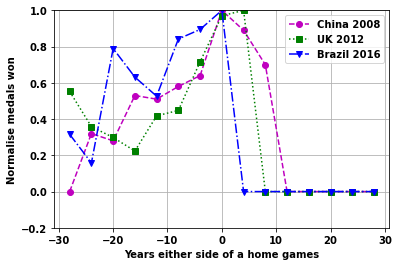 China 2008
UK 2012
Brazil 2016
Normalise medals won
1.0
0.8
0.6
0.4
0.2
0.0
−0.2
−30 −20 −10 0 10 20 30
Years either side of a home games